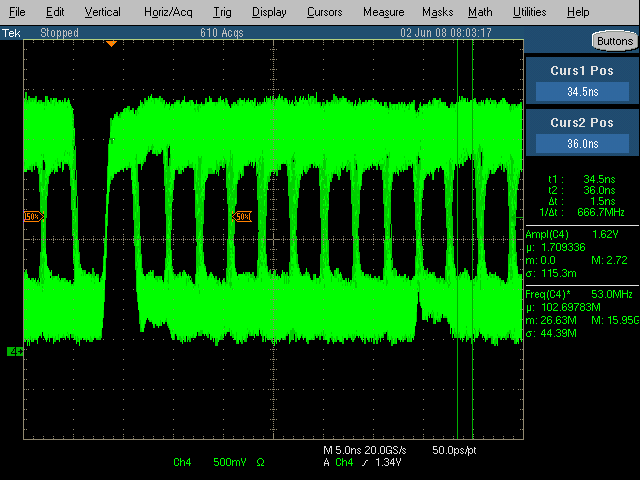 File Edit Vertical Horiz/Acq Trig Display Cursors Measure Masks Math Utilities Help
Tek Stopped 610 Acqs 02 Jun 08 08:03:17
Buttons
Curs1 Pos
34.5ns
Curs2 Pos
36.0ns
t1 : 34.5ns
t2 : 36.0ns
Δt : 1.5ns
1/Δt : 666.7MHz
50% 50%
Ampl(C4) 1.62V
µ: 1.709336
m: 0.0 M: 2.72
σ: 115.3m
Freq(C4)* 53.0MHz
µ: 102.69783M
m: 26.63M M: 15.95G
σ: 44.39M
4
M 5.0ns 20.0GS/s 50.0ps/pt
Ch4 500mV Ω A Ch4 ∕ 1.34V